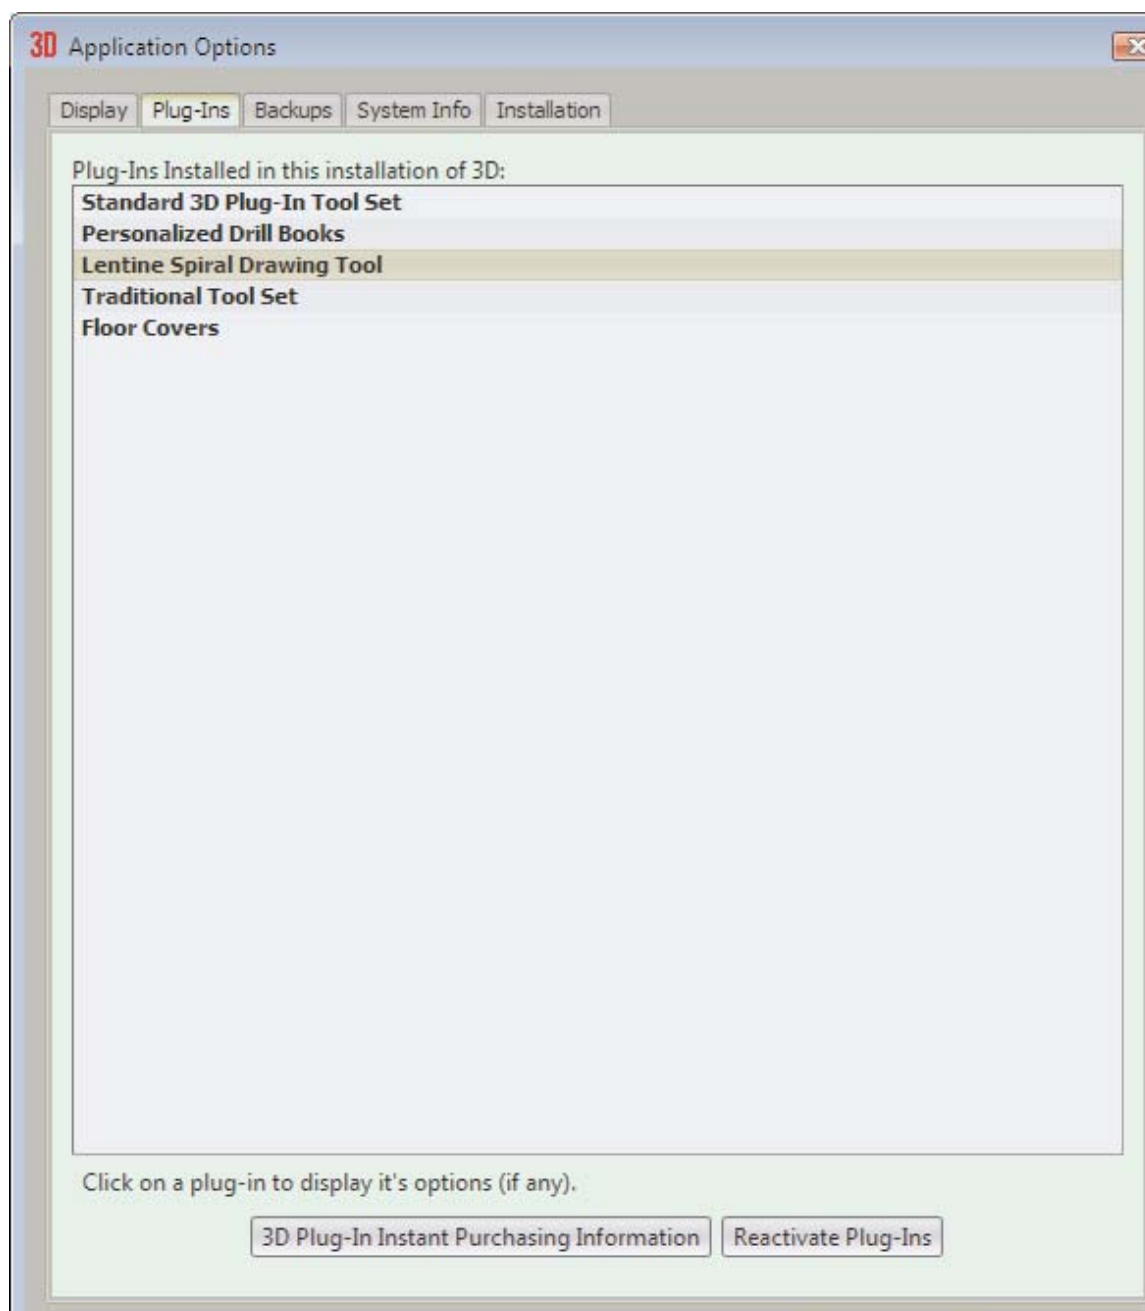 3D Application Options
Display Plug-Ins Backups System Info Installation
Plug-Ins Installed in this installation of 3D:
Standard 3D Plug-In Tool Set
Personalized Drill Books
Lentine Spiral Drawing Tool
Traditional Tool Set
Floor Covers
Click on a plug-in to display it's options (if any).
3D Plug-In Instant Purchasing Information Reactivate Plug-Ins